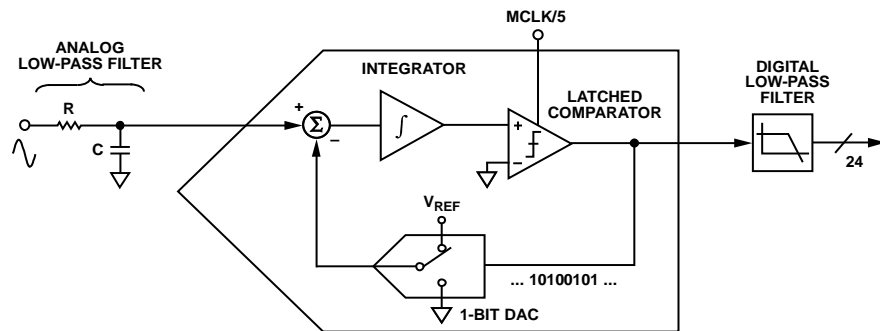 MCLK/5
ANALOG
LOW-PASS FILTER
INTEGRATOR
LATCHED
COMPARATOR
DIGITAL
LOW-PASS
FILTER
R
C
+
Σ
–
∫
+
–
24
VREF
... 10100101 ...
1-BIT DAC